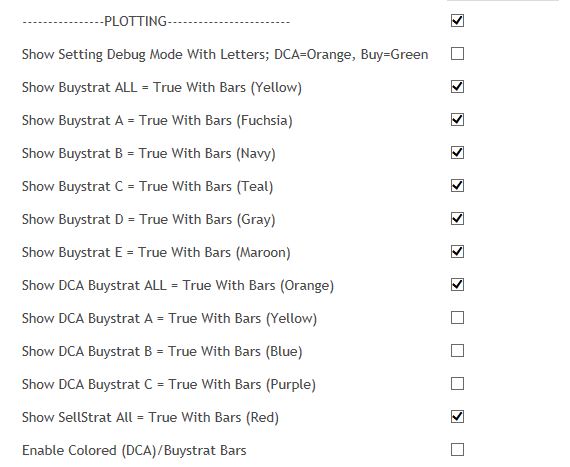 ----------------PLOTTING------------------------
Show Setting Debug Mode With Letters; DCA=Orange, Buy=Green
Show Buystrat ALL = True With Bars (Yellow)
Show Buystrat A = True With Bars (Fuchsia)
Show Buystrat B = True With Bars (Navy)
Show Buystrat C = True With Bars (Teal)
Show Buystrat D = True With Bars (Gray)
Show Buystrat E = True With Bars (Maroon)
Show DCA Buystrat ALL = True With Bars (Orange)
Show DCA Buystrat A = True With Bars (Yellow)
Show DCA Buystrat B = True With Bars (Blue)
Show DCA Buystrat C = True With Bars (Purple)
Show SellStrat All = True With Bars (Red)
Enable Colored (DCA)/Buystrat Bars